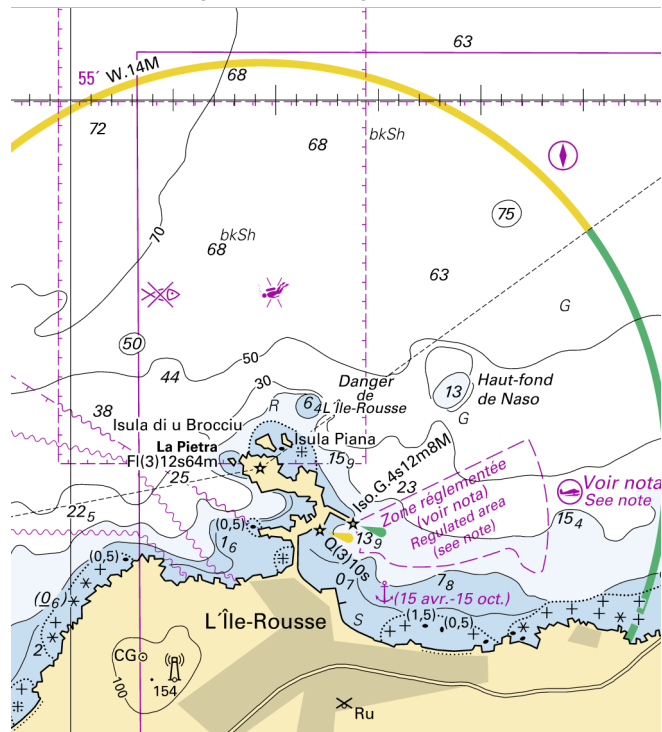 63
55′ W.14M
68
72
68
bkSh
75
70
bkSh
68
63
G
50
50
44
30
Danger
de
L'Île-Rousse
6₄
13
Haut-fond
de Naso
G
38
R
Isula di u Brocciu
Isula Piana
La Pietra
Fl(3)12s64m
15₉
25
Iso.G.4s12m8M
23
Zone réglementée
(voir nota)
Regulated area
(see note)
Voir nota
See note
22₅
15₄
(0,5)
1₆
13₉
Q(3)10s
0₁
7₈
(15 avr.-15 oct.)
(0₆)
2
(1,5)
(0,5)
L'Île-Rousse
S
CG
154
100
Ru